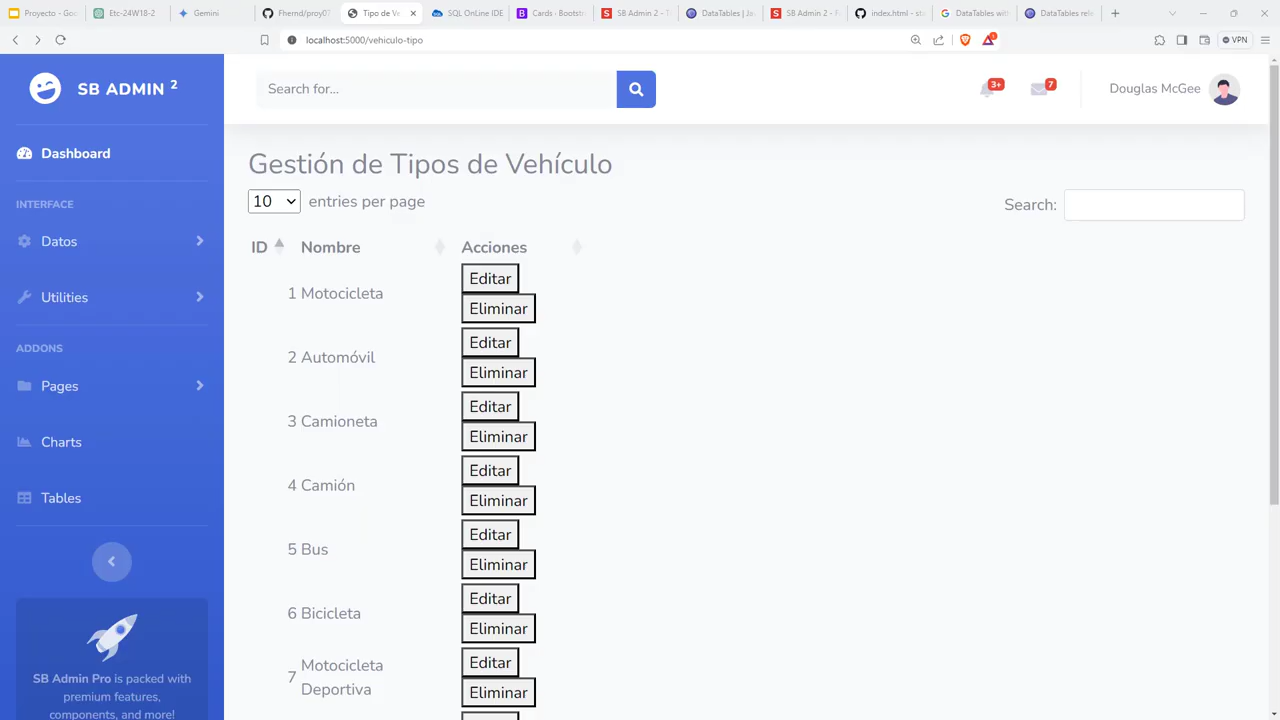 Proyecto - Goo
Etc-24W18-2
Gemini
Fhernd/proy07
Tipo de Ve
SQL OnLine IDE
Cards · Bootstr
SB Admin 2 - T
DataTables | Ja
SB Admin 2 - F
index.html - sta
DataTables with
DataTables rele
localhost:5000/vehiculo-tipo
VPN
SB ADMIN 2
Search for...
3+
7
Douglas McGee
Dashboard
INTERFACE
Datos
Utilities
ADDONS
Pages
Charts
Tables
SB Admin Pro is packed with
premium features,
components, and more!
Gestión de Tipos de Vehículo
10 entries per page
Search:
ID Nombre Acciones
1 Motocicleta Editar
Eliminar
2 Automóvil Editar
Eliminar
3 Camioneta Editar
Eliminar
4 Camión Editar
Eliminar
5 Bus Editar
Eliminar
6 Bicicleta Editar
Eliminar
7 Motocicleta Editar
Deportiva Eliminar